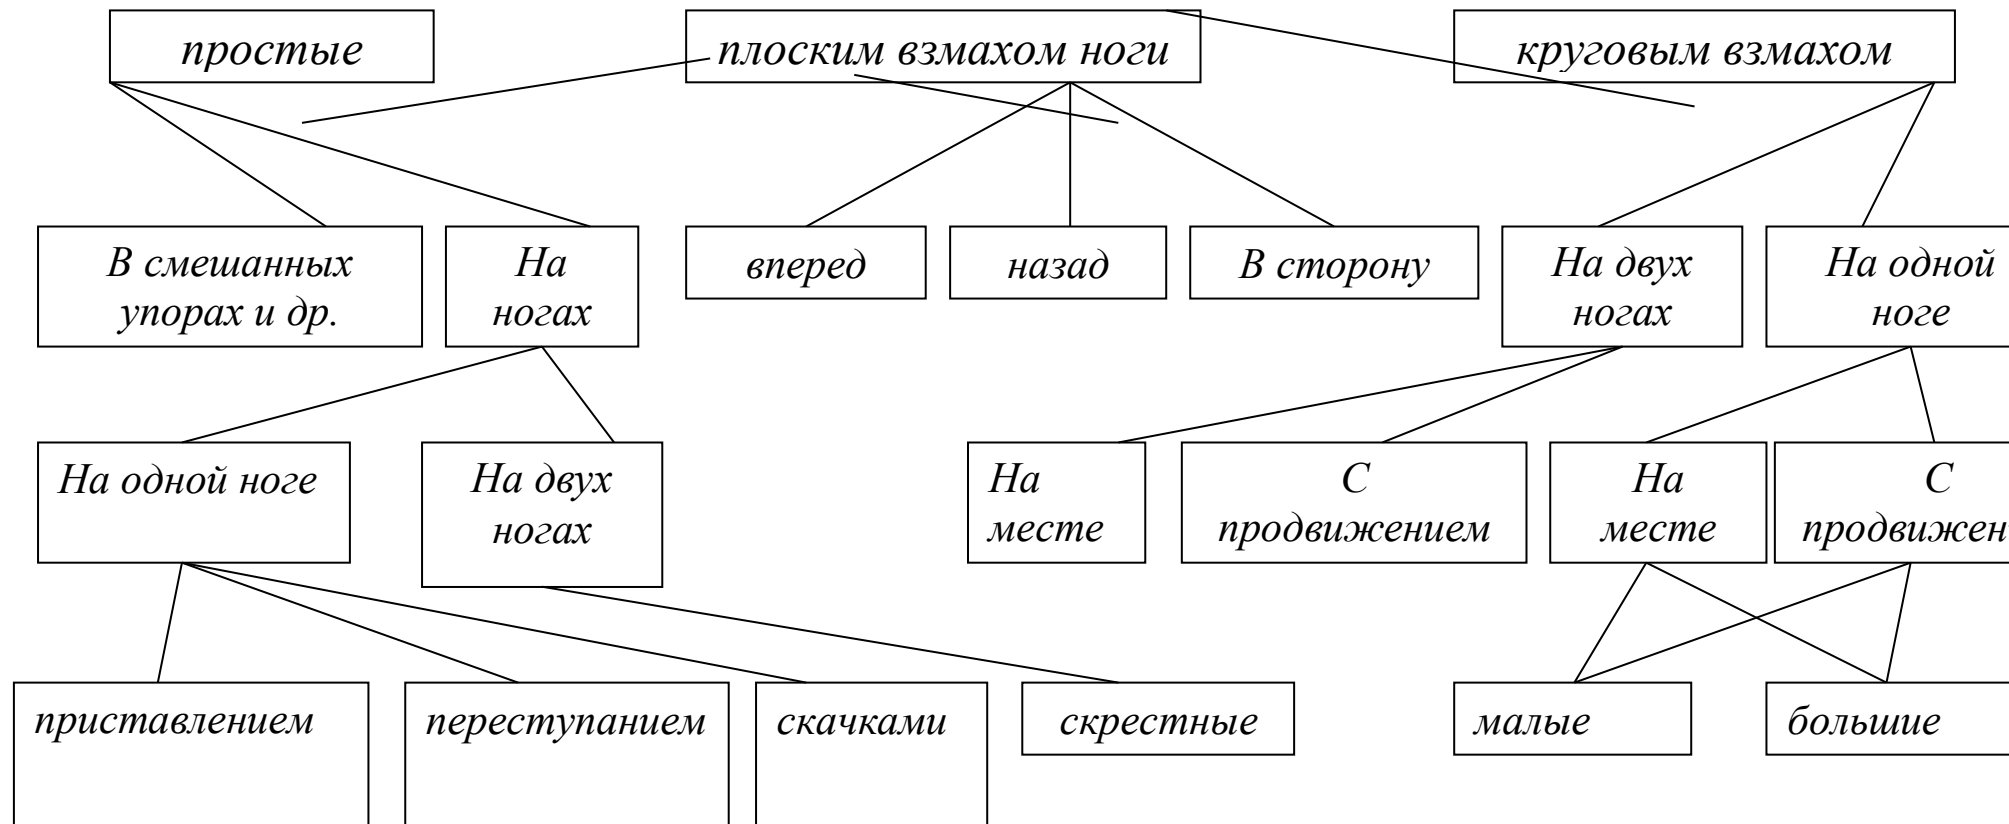 простые
плоским взмахом ноги
круговым взмахом
В смешанных
упорах и др.
На
ногах
вперед
назад
В сторону
На двух
ногах
На одной
ноге
На одной ноге
На двух
ногах
На
месте
С
продвижением
На
месте
С
продвижен
приставлением
переступанием
скачками
скрестные
малые
большие